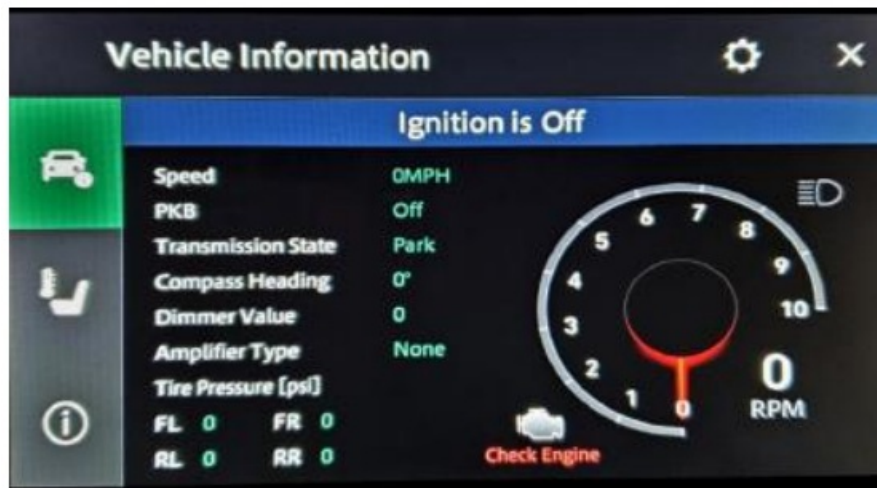 Vehicle Information
Ignition is Off
Speed 0MPH
PKB Off
Transmission State Park
Compass Heading 0°
Dimmer Value 0
Amplifier Type None
Tire Pressure [psi]
FL 0 FR 0
RL 0 RR 0
0
1
2
3
4
5
6
7
8
9
10
0
RPM
Check Engine